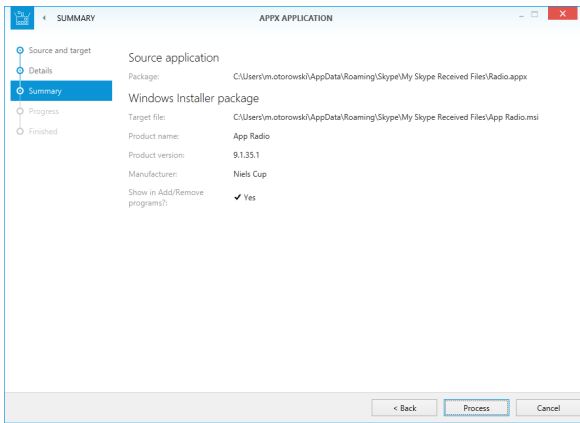 SUMMARY
APPX APPLICATION
Source and target
Details
Summary
Progress
Finished
Source application
Package: C:\Users\m.otorowski\AppData\Roaming\Skype\My Skype Received Files\Radio.appx
Windows Installer package
Target file: C:\Users\m.otorowski\AppData\Roaming\Skype\My Skype Received Files\App Radio.msi
Product name: App Radio
Product version: 9.1.35.1
Manufacturer: Niels Cup
Show in Add/Remove
programs?: ✔ Yes
< Back Process Cancel